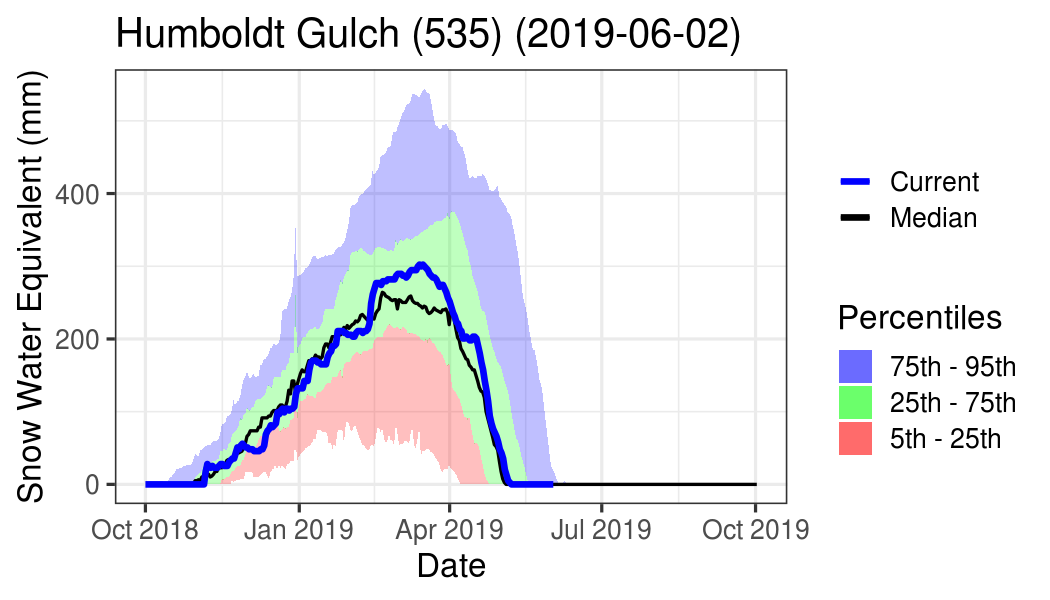 Humboldt Gulch (535) (2019-06-02)
Snow Water Equivalent (mm)
400
200
0
Oct 2018
Jan 2019
Apr 2019
Jul 2019
Oct 2019
Date
Current
Median
Percentiles
75th - 95th
25th - 75th
5th - 25th